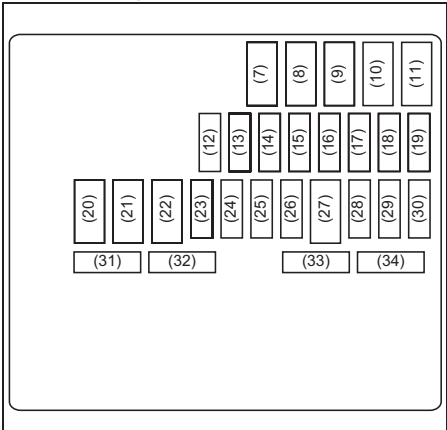 (7) (8) (9) (10) (11)
(12) (13) (14) (15) (16) (17) (18) (19)
(20) (21) (22) (23) (24) (25) (26) (27) (28) (29) (30)
(31) (32) (33) (34)